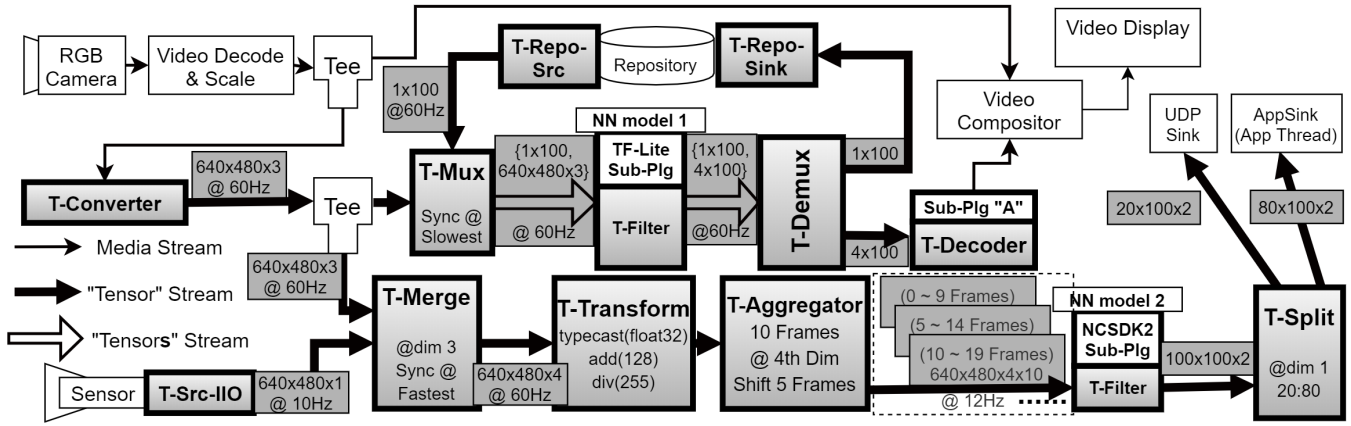 RGB
Camera
Video Decode
& Scale
Tee
T-Repo-
Src
Repository
T-Repo-
Sink
Video Display
1x100
@60Hz
Video
Compositor
UDP
Sink
AppSink
(App Thread)
NN model 1
640x480x3
@ 60Hz
T-Converter
Tee
T-Mux
Sync @
Slowest
{1x100,
640x480x3}
@ 60Hz
TF-Lite
Sub-Plg
T-Filter
{1x100,
4x100}
@60Hz
T-Demux
1x100
4x100
Sub-Plg "A"
T-Decoder
20x100x2
80x100x2
Media Stream
"Tensor" Stream
"Tensors" Stream
640x480x3
@ 60Hz
Sensor
T-Src-IIO
640x480x1
@ 10Hz
T-Merge
@dim 3
Sync @
Fastest
640x480x4
@ 60Hz
T-Transform
typecast(float32)
add(128)
div(255)
T-Aggregator
10 Frames
@ 4th Dim
Shift 5 Frames
(0 ~ 9 Frames)
(5 ~ 14 Frames)
(10 ~ 19 Frames)
640x480x4x10
@ 12Hz
NN model 2
NCSDK2
Sub-Plg
T-Filter
100x100x2
T-Split
@dim 1
20:80